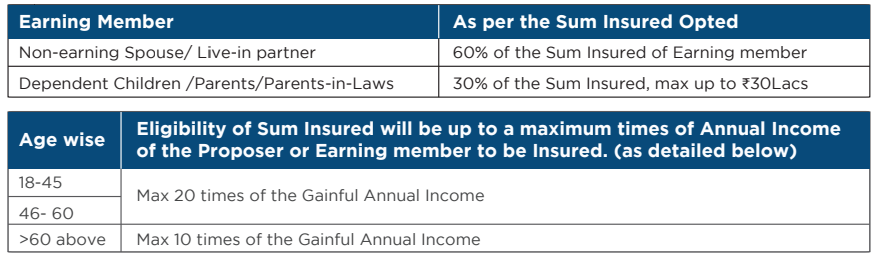 Earning Member As per the Sum Insured Opted
Non-earning Spouse/ Live-in partner 60% of the Sum Insured of Earning member
Dependent Children /Parents/Parents-in-Laws 30% of the Sum Insured, max up to ₹30Lacs
Age wise Eligibility of Sum Insured will be up to a maximum times of Annual Income
of the Proposer or Earning member to be Insured. (as detailed below)
18-45
Max 20 times of the Gainful Annual Income
46- 60
>60 above Max 10 times of the Gainful Annual Income